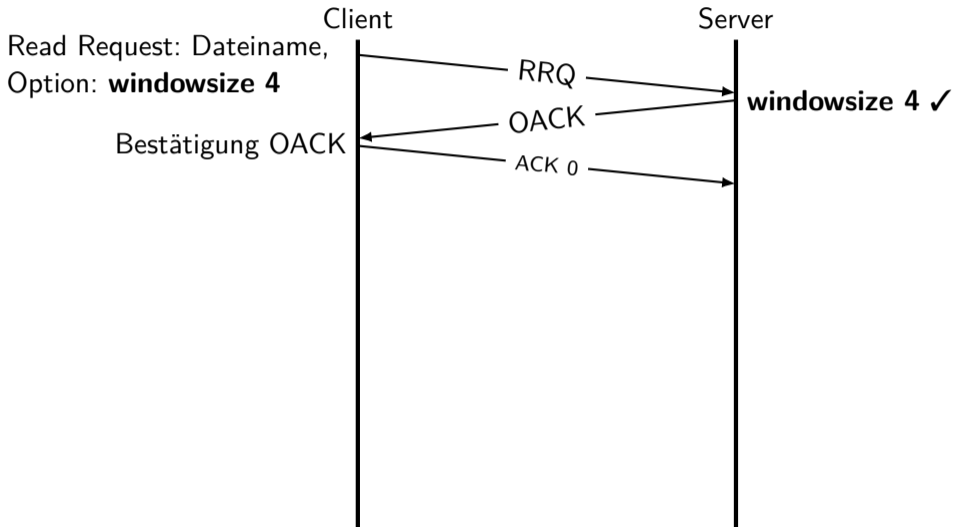 Client
Server
Read Request: Dateiname,
Option: windowsize 4
RRQ
windowsize 4 ✓
OACK
Bestätigung OACK
ACK 0